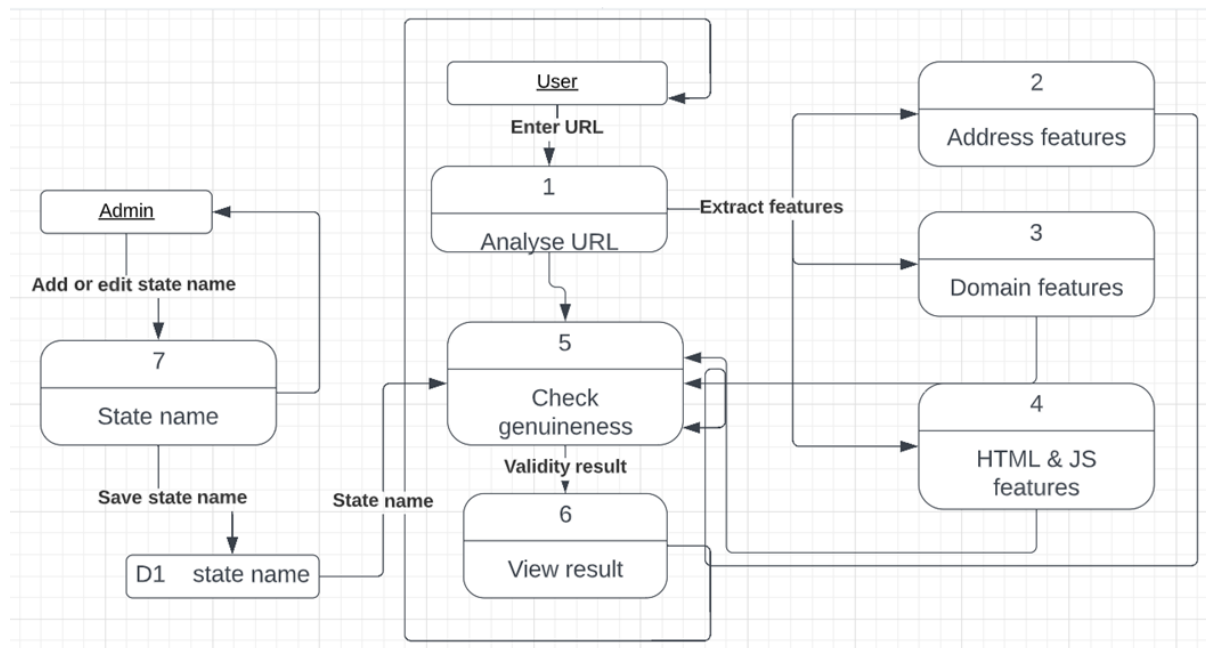 User
Enter URL
1
Analyse URL
Extract features
2
Address features
3
Domain features
4
HTML & JS
features
Admin
Add or edit state name
7
State name
Save state name
D1 state name
State name
5
Check
genuineness
Validity result
6
View result